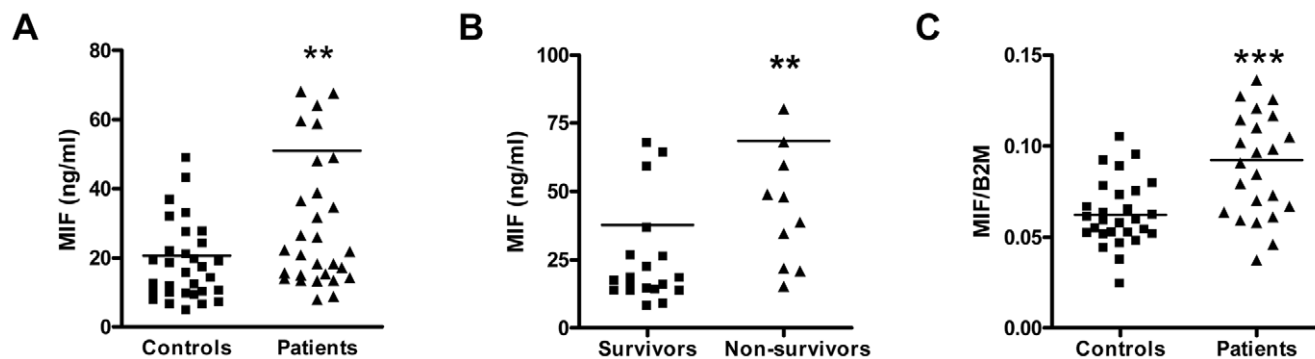 A
MIF (ng/ml)
80
60
40
20
0
**
Controls Patients
B
MIF (ng/ml)
100
75
50
25
0
**
Survivors Non-survivors
C
MIF/B2M
0.15
0.10
0.05
0.00
***
Controls Patients